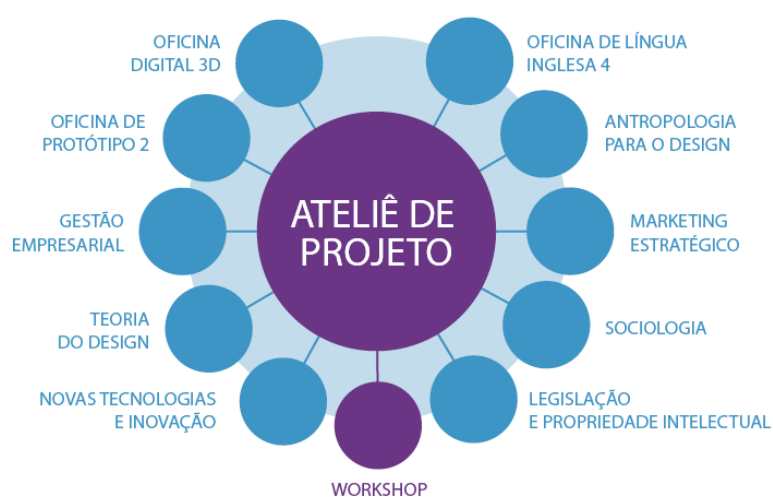 OFICINA
DIGITAL 3D
OFICINA DE LÍNGUA
INGLESA 4
OFICINA DE
PROTÓTIPO 2
ANTROPOLOGIA
PARA O DESIGN
GESTÃO
EMPRESARIAL
ATELIÊ DE
PROJETO
MARKETING
ESTRATÉGICO
TEORIA
DO DESIGN
SOCIOLOGIA
NOVAS TECNOLOGIAS
E INOVAÇÃO
LEGISLAÇÃO
E PROPRIEDADE INTELECTUAL
WORKSHOP